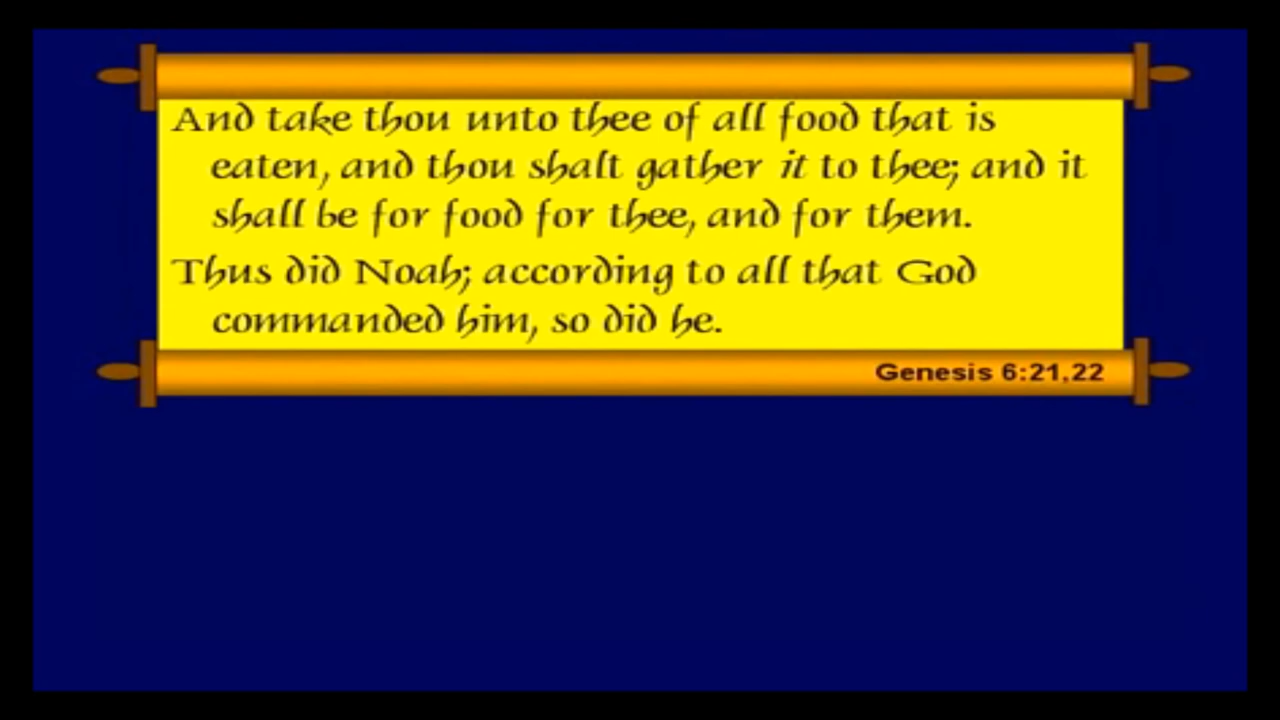 And take thou unto thee of all food that is
eaten, and thou shalt gather it to thee; and it
shall be for food for thee, and for them.
Thus did Noah; according to all that God
commanded him, so did he.
Genesis 6:21,22